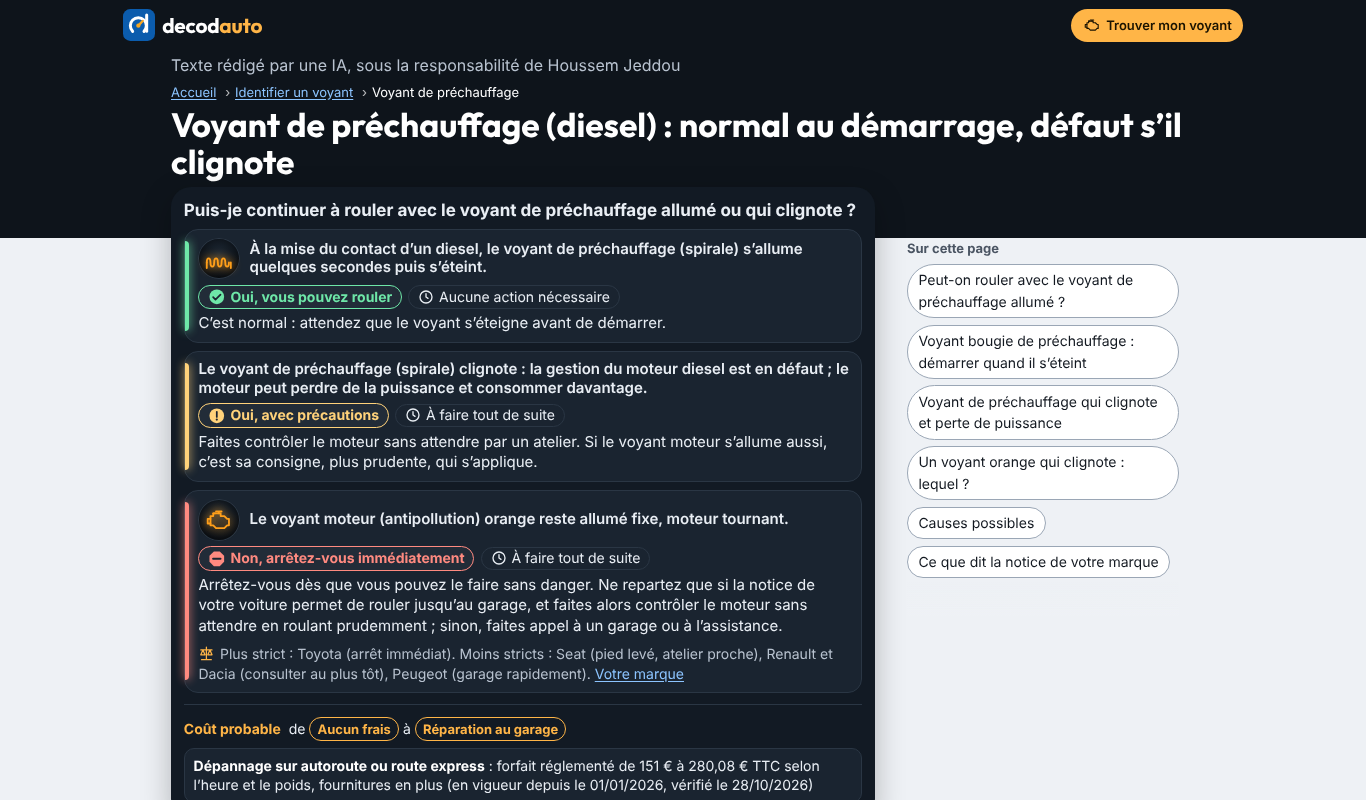 decodauto
Trouver mon voyant
Texte rédigé par une IA, sous la responsabilité de Houssem Jeddou
Accueil › Identifier un voyant › Voyant de préchauffage
Voyant de préchauffage (diesel) : normal au démarrage, défaut s’il
clignote
Puis-je continuer à rouler avec le voyant de préchauffage allumé ou qui clignote ?
À la mise du contact d’un diesel, le voyant de préchauffage (spirale) s’allume
quelques secondes puis s’éteint.
Oui, vous pouvez rouler
Aucune action nécessaire
C’est normal : attendez que le voyant s’éteigne avant de démarrer.
Le voyant de préchauffage (spirale) clignote : la gestion du moteur diesel est en défaut ; le
moteur peut perdre de la puissance et consommer davantage.
Oui, avec précautions
À faire tout de suite
Faites contrôler le moteur sans attendre par un atelier. Si le voyant moteur s’allume aussi,
c’est sa consigne, plus prudente, qui s’applique.
Le voyant moteur (antipollution) orange reste allumé fixe, moteur tournant.
Non, arrêtez-vous immédiatement
À faire tout de suite
Arrêtez-vous dès que vous pouvez le faire sans danger. Ne repartez que si la notice de
votre voiture permet de rouler jusqu’au garage, et faites alors contrôler le moteur sans
attendre en roulant prudemment ; sinon, faites appel à un garage ou à l’assistance.
Plus strict : Toyota (arrêt immédiat). Moins stricts : Seat (pied levé, atelier proche), Renault et
Dacia (consulter au plus tôt), Peugeot (garage rapidement). Votre marque
Coût probable de Aucun frais à Réparation au garage
Dépannage sur autoroute ou route express : forfait réglementé de 151 € à 280,08 € TTC selon
l’heure et le poids, fournitures en plus (en vigueur depuis le 01/01/2026, vérifié le 28/10/2026)
Sur cette page
Peut-on rouler avec le voyant de
préchauffage allumé ?
Voyant bougie de préchauffage :
démarrer quand il s’éteint
Voyant de préchauffage qui clignote
et perte de puissance
Un voyant orange qui clignote :
lequel ?
Causes possibles
Ce que dit la notice de votre marque